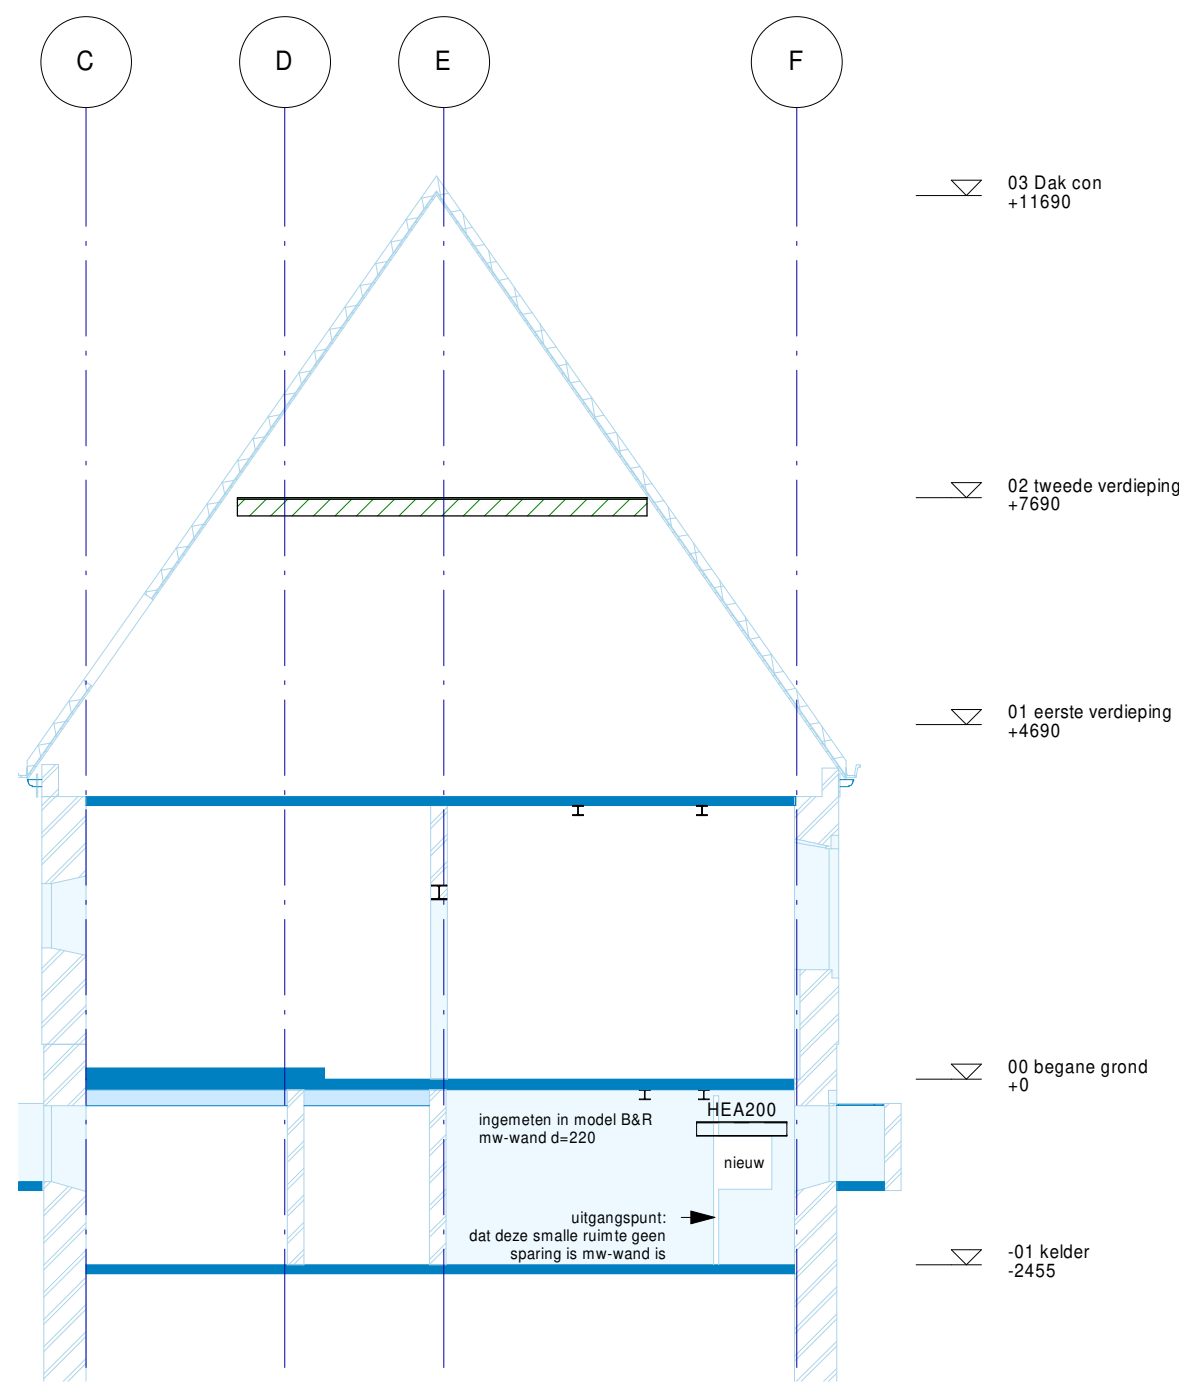 C
D
E
F
03 Dak con
+11690
02 tweede verdieping
+7690
01 eerste verdieping
+4690
00 begane grond
+0
HEA200
ingemeten in model B&R
mw-wand d=220
nieuw
uitgangspunt:
dat deze smalle ruimte geen
sparing is mw-wand is
-01 kelder
-2455